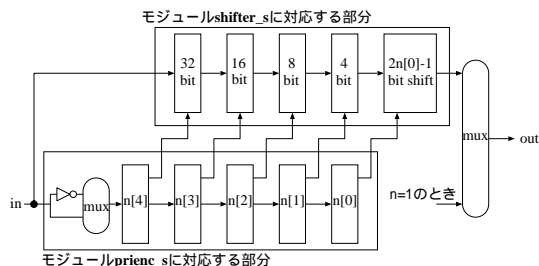 モジュールshifter_sに対応する部分
32 bit
16 bit
8 bit
4 bit
2n[0]-1 bit shift
mux
out
n=1のとき
in
mux
n[4]
n[3]
n[2]
n[1]
n[0]
モジュールprienc_sに対応する部分